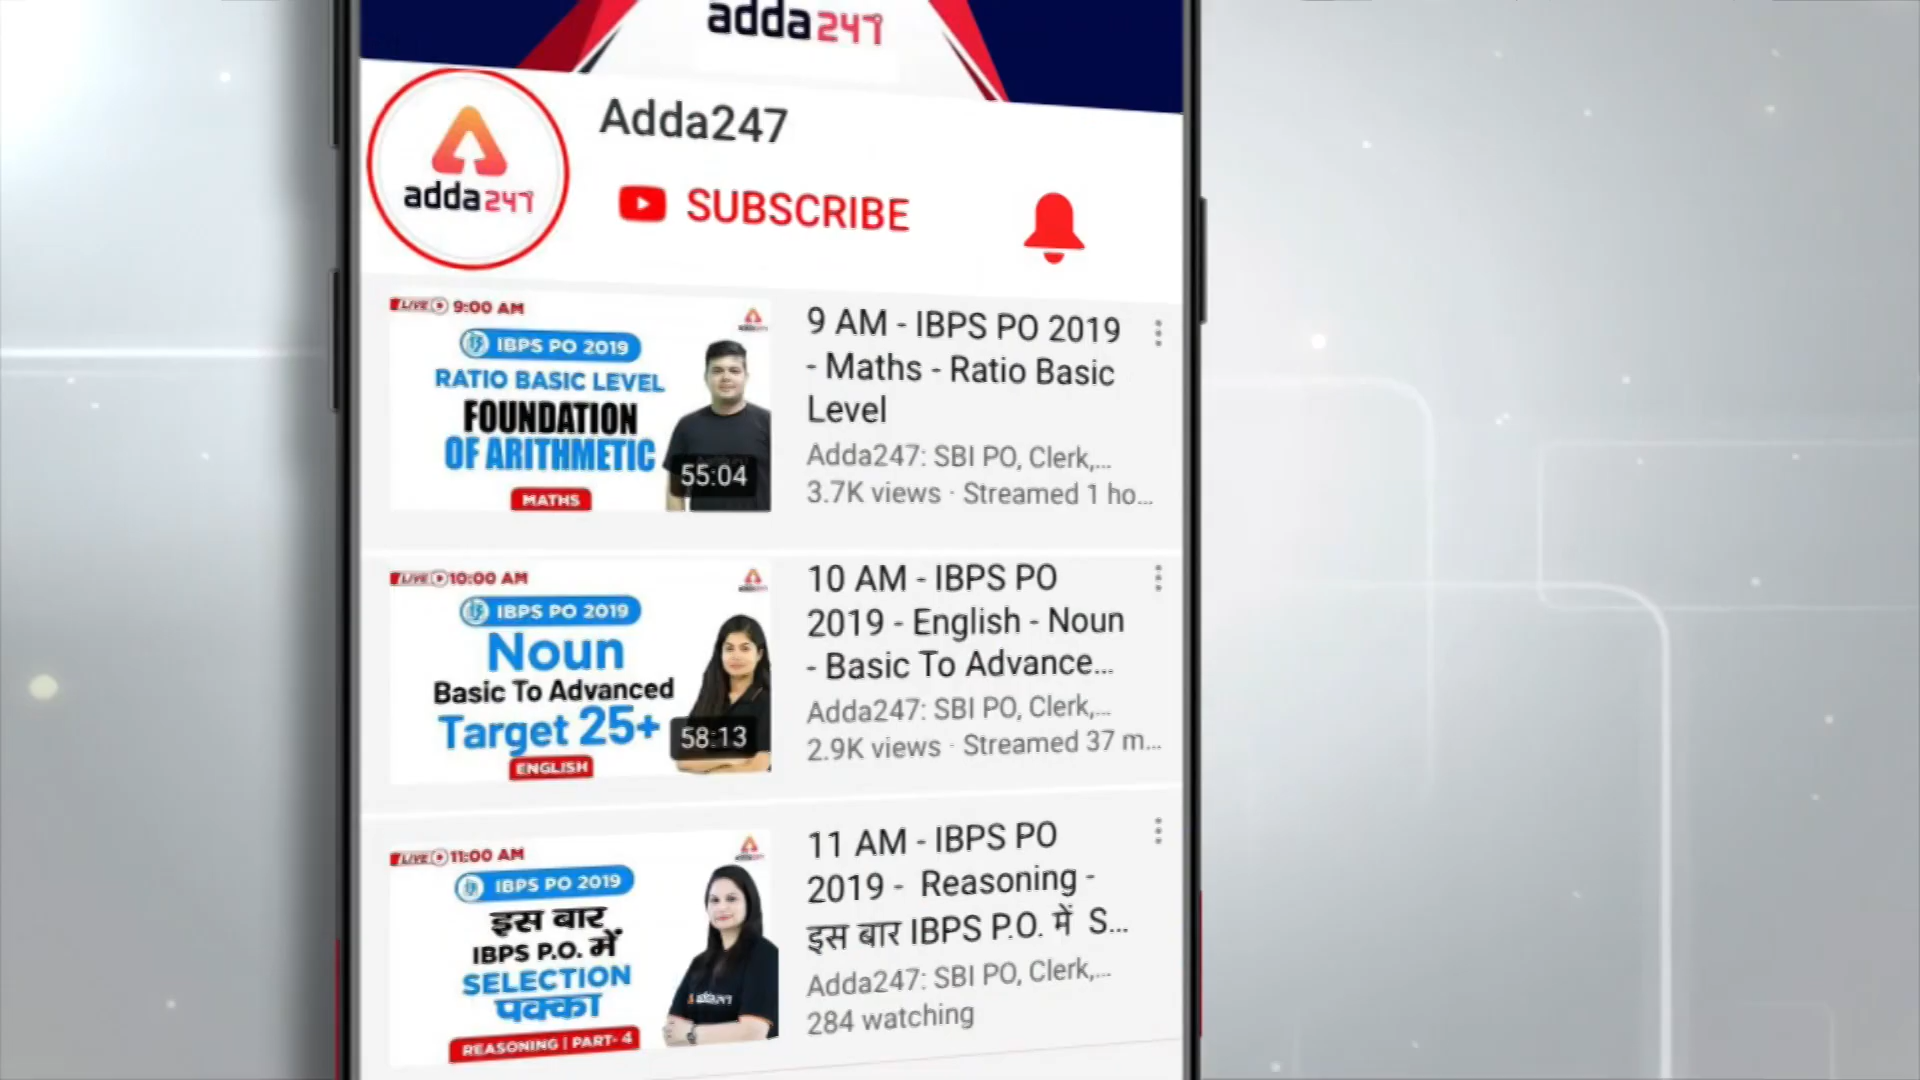 adda247
adda247
Adda247
SUBSCRIBE
LIVE 9:00 AM
IBPS PO 2019
RATIO BASIC LEVEL
FOUNDATION
OF ARITHMETIC
MATHS
55:04
9 AM - IBPS PO 2019
- Maths - Ratio Basic
Level
Adda247: SBI PO, Clerk,...
3.7K views · Streamed 1 ho...
LIVE 10:00 AM
IBPS PO 2019
Noun
Basic To Advanced
Target 25+
ENGLISH
58:13
10 AM - IBPS PO
2019 - English - Noun
- Basic To Advance...
Adda247: SBI PO, Clerk,...
2.9K views · Streamed 37 m...
LIVE 11:00 AM
IBPS PO 2019
इस बार
IBPS P.O. में
SELECTION
पक्का
REASONING | PART- 4
adda247
11 AM - IBPS PO
2019 - Reasoning -
इस बार IBPS P.O. में S...
Adda247: SBI PO, Clerk,...
284 watching